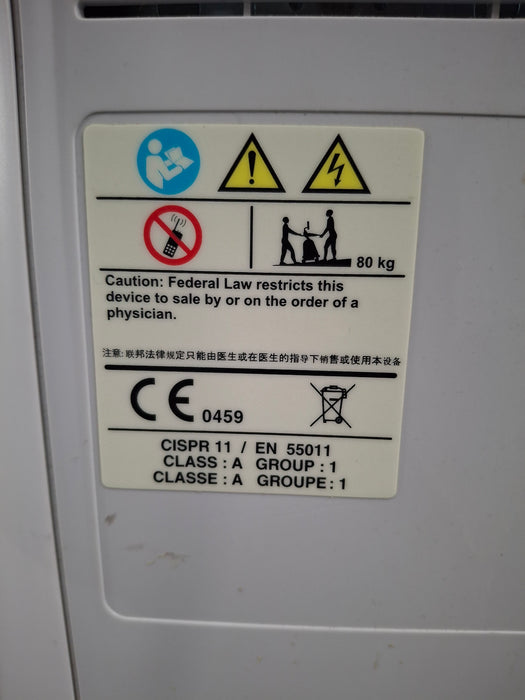 80 kg
Caution: Federal Law restricts this
device to sale by or on the order of a
physician.
注意: 联邦法律规定只能由医生或在医生的指导下销售或使用本设备
CE 0459
CISPR 11 / EN 55011
CLASS : A GROUP : 1
CLASSE : A GROUPE : 1